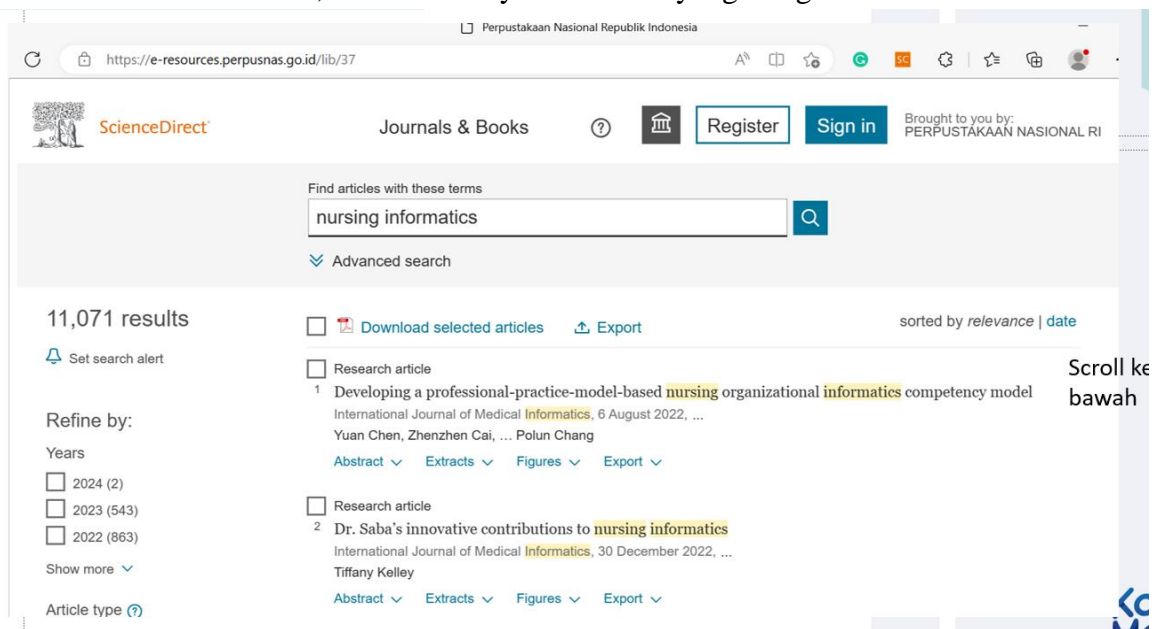 Perpustakaan Nasional Republik Indonesia
https://e-resources.perpusnas.go.id/lib/37
ScienceDirect
Journals & Books
Register
Sign in
Brought to you by:
PERPUSTAKAAN NASIONAL RI
Find articles with these terms
nursing informatics
Advanced search
11,071 results
Set search alert
Download selected articles
Export
sorted by relevance | date
Scroll ke
bawah
Refine by:
Years
2024 (2)
2023 (543)
2022 (863)
Show more
Article type
Research article
1 Developing a professional-practice-model-based nursing organizational informatics competency model
International Journal of Medical Informatics, 6 August 2022, ...
Yuan Chen, Zhenzhen Cai, ... Polun Chang
Abstract Extracts Figures Export
Research article
2 Dr. Saba's innovative contributions to nursing informatics
International Journal of Medical Informatics, 30 December 2022, ...
Tiffany Kelley
Abstract Extracts Figures Export